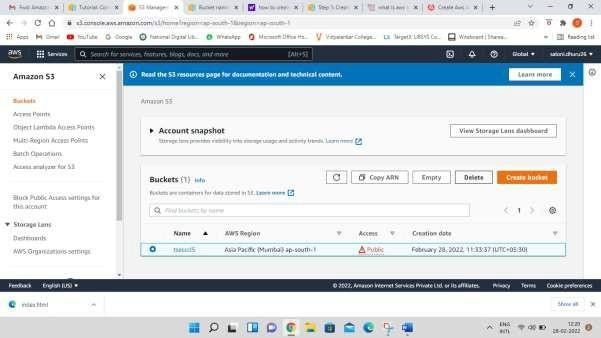 Fwd: Amazon
Tutorial: Con
S3 Managem
Bucket name
how to creat
Step 5: Crea
what is aws
Create Aws
s3.console.aws.amazon.com/s3/home?region=ap-south-1&region=ap-south-1
Apps
Gmail
YouTube
Google
National Digital Lib...
WhatsApp
Microsoft Office Ho...
Vidyalankar College...
Whiteboard | Sharea...
Reading list
aws
Services
Search for services, features, blogs, docs, and more
[Alt+S]
Global
satoni.dhuru26
Amazon S3
Buckets
Access Points
Object Lambda Access Points
Multi-Region Access Points
Batch Operations
Access analyzer for S3
Block Public Access settings for
this account
Storage Lens
Dashboards
AWS Organizations settings
Read the S3 resources page for documentation and technical content.
Learn more
Amazon S3
Account snapshot
Storage lens provides visibility into storage usage and activity trends. Learn more
View Storage Lens dashboard
Buckets (1) Info
Copy ARN
Empty
Delete
Create bucket
Buckets are containers for data stored in S3. Learn more
Find buckets by name
1
Name
AWS Region
Access
Creation date
Asia Pacific (Mumbai) ap-south-1
Public
February 28, 2022, 11:33:37 (UTC+05:30)
Feedback
English (US)
© 2022, Amazon Internet Services Private Ltd. or its affiliates.
Privacy
Terms
Cookie preferences
index.html
Show all
ENG
INTL
12:20
28-02-2022